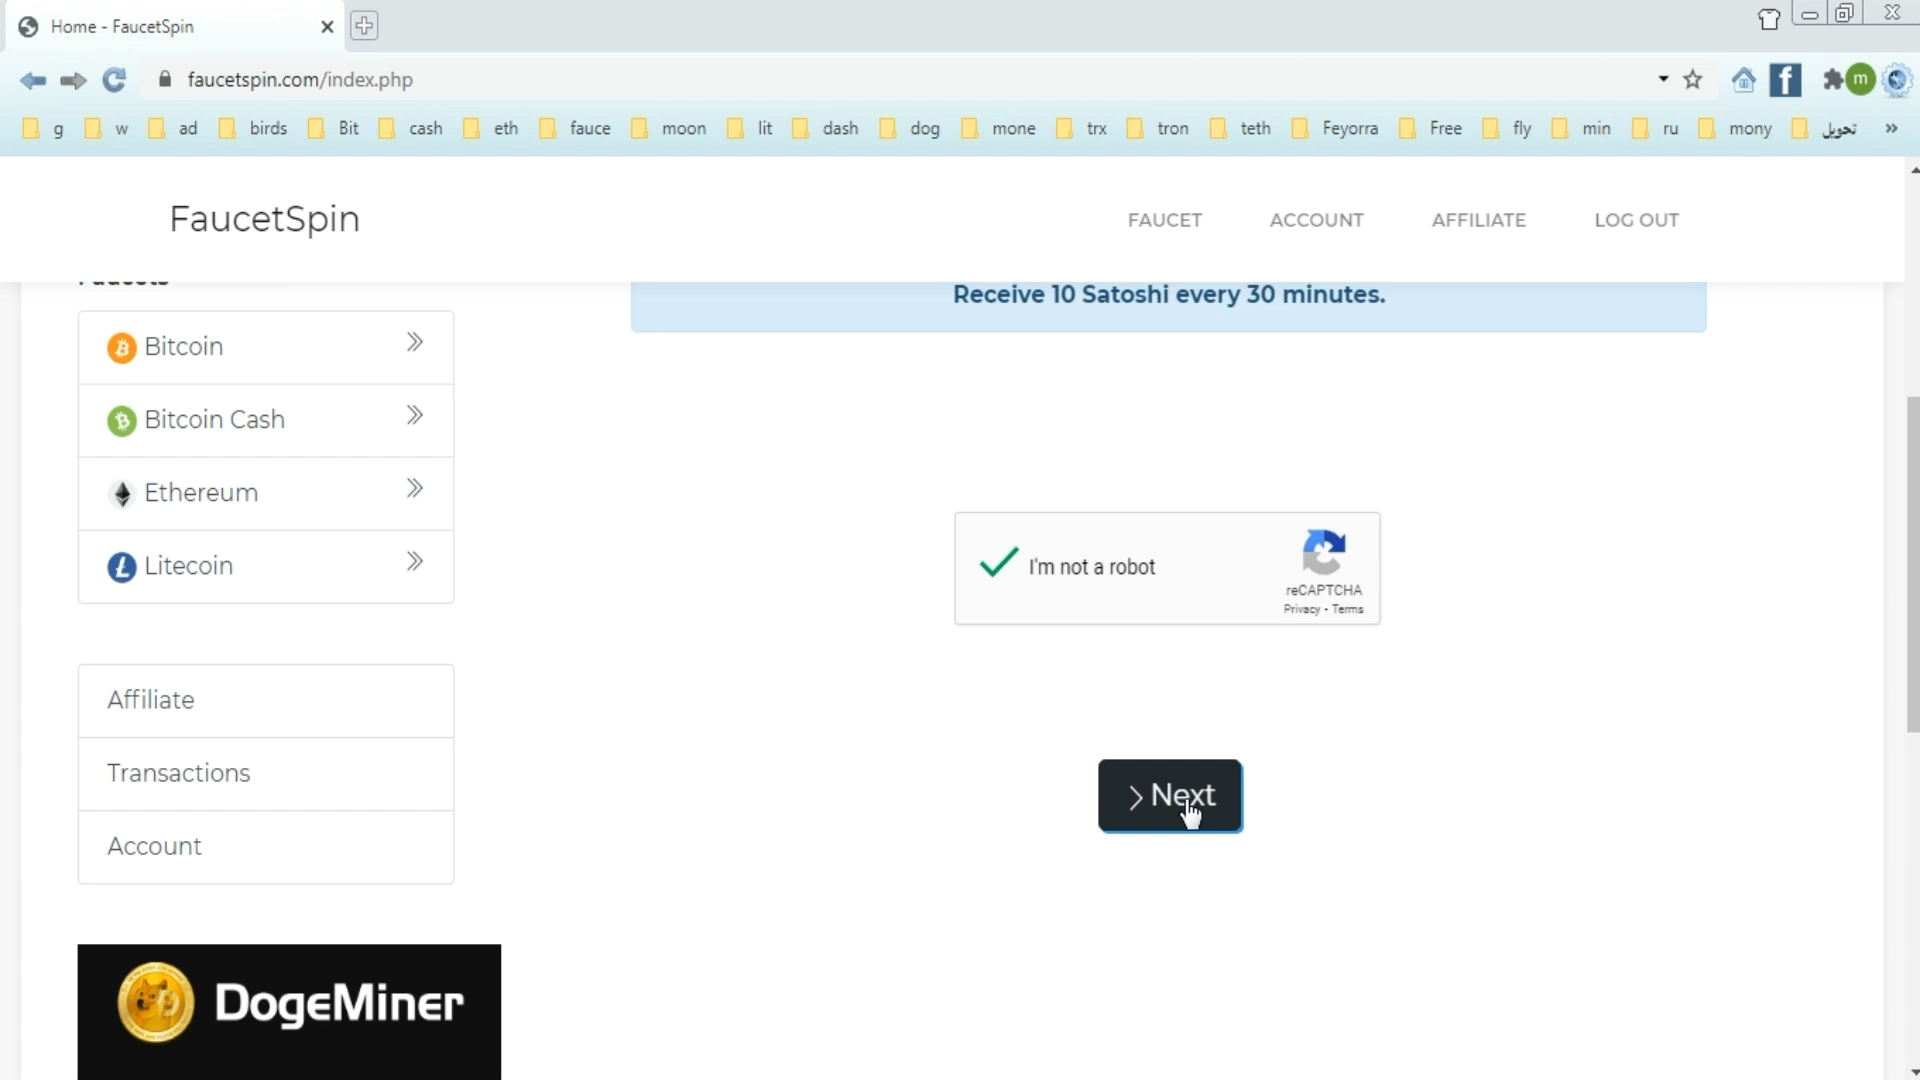 Home - FaucetSpin
faucetspin.com/index.php
m
g w ad birds Bit cash eth fauce moon lit dash dog mone trx tron teth Feyorra Free fly min ru mony تحويل »
FaucetSpin FAUCET ACCOUNT AFFILIATE LOG OUT
Faucets
Receive 10 Satoshi every 30 minutes.
Bitcoin
Bitcoin Cash
Ethereum
Litecoin
I'm not a robot
reCAPTCHA
Privacy - Terms
Affiliate
Transactions
Account
Next
DogeMiner